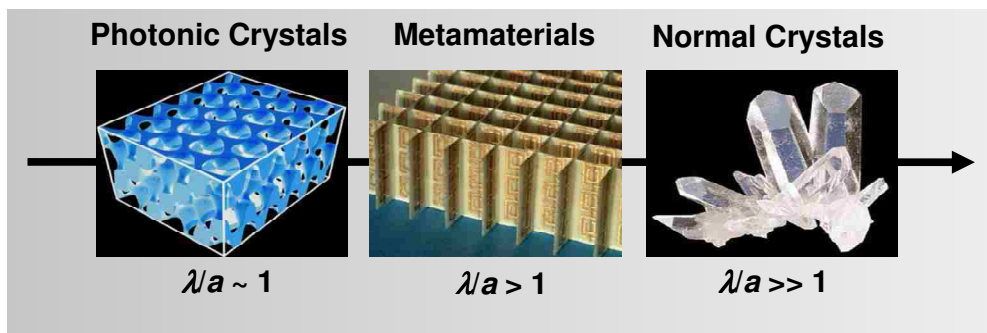 Photonic Crystals Metamaterials Normal Crystals
λ/a ~ 1 λ/a > 1 λ/a >> 1